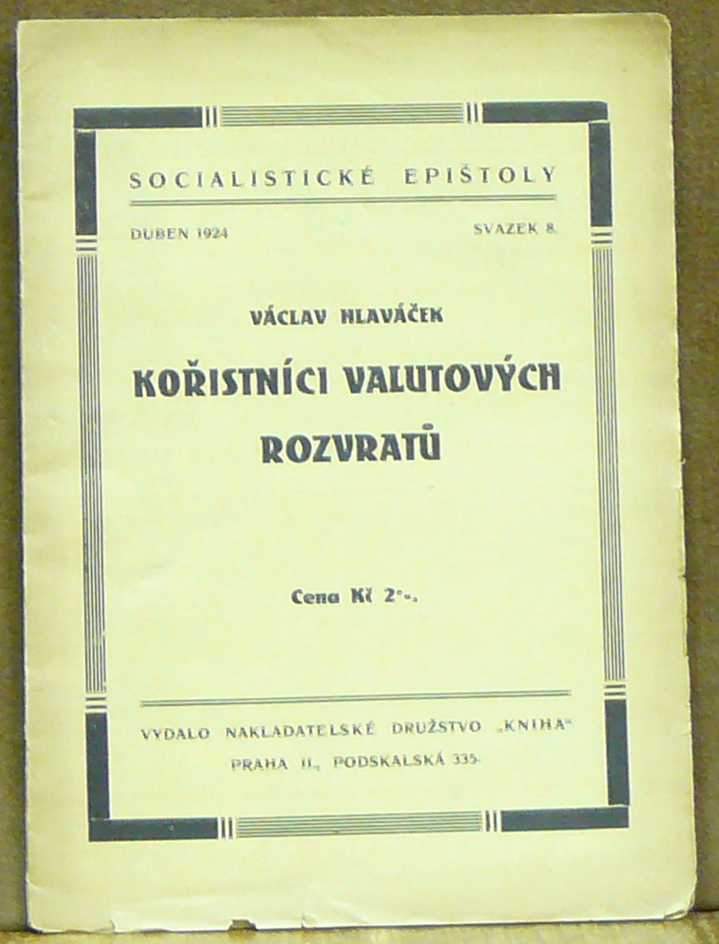 SOCIALISTICKÉ EPIŠTOLY
DUBEN 1924 SVAZEK 8.
VÁCLAV HLAVÁČEK
KOŘISTNÍCI VALUTOVÝCH
ROZVRATŮ
Cena Kč 2·-.
VYDALO NAKLADATELSKÉ DRUŽSTVO „KNIHA“
PRAHA II., PODSKALSKÁ 335.